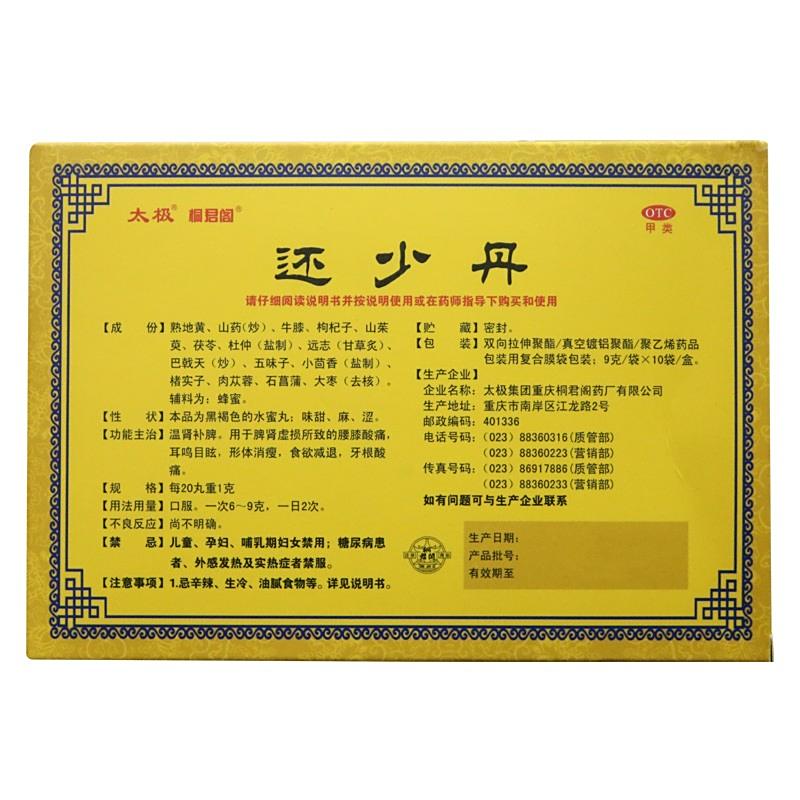 太极® 桐君阁®
OTC
甲类
还少丹
请仔细阅读说明书并按说明使用或在药师指导下购买和使用
【成 份】熟地黄、山药(炒)、牛膝、枸杞子、山茱
萸、茯苓、杜仲(盐制)、远志(甘草炙)、
巴戟天(炒)、五味子、小茴香(盐制)、
楮实子、肉苁蓉、石菖蒲、大枣(去核)。
辅料为:蜂蜜。
【性 状】本品为黑褐色的水蜜丸;味甜、麻、涩。
【功能主治】温肾补脾。用于脾肾虚损所致的腰膝酸痛,
耳鸣目眩,形体消瘦,食欲减退,牙根酸
痛。
【规 格】每20丸重1克
【用法用量】口服。一次6~9克,一日2次。
【不良反应】尚不明确。
【禁 忌】儿童、孕妇、哺乳期妇女禁用;糖尿病患
者、外感发热及实热症者禁服。
【注意事项】1.忌辛辣、生冷、油腻食物等。详见说明书。
【贮 藏】密封。
【包 装】双向拉伸聚酯/真空镀铝聚酯/聚乙烯药品
包装用复合膜袋包装;9克/袋×10袋/盒。
【生产企业】
企业名称:太极集团重庆桐君阁药厂有限公司
生产地址:重庆市南岸区江龙路2号
邮政编码:401336
电话号码:(023)88360316(质管部)
(023)88360223(营销部)
传真号码:(023)86917886(质管部)
(023)88360233(营销部)
如有问题可与生产企业联系
生产日期:
产品批号:
有效期至